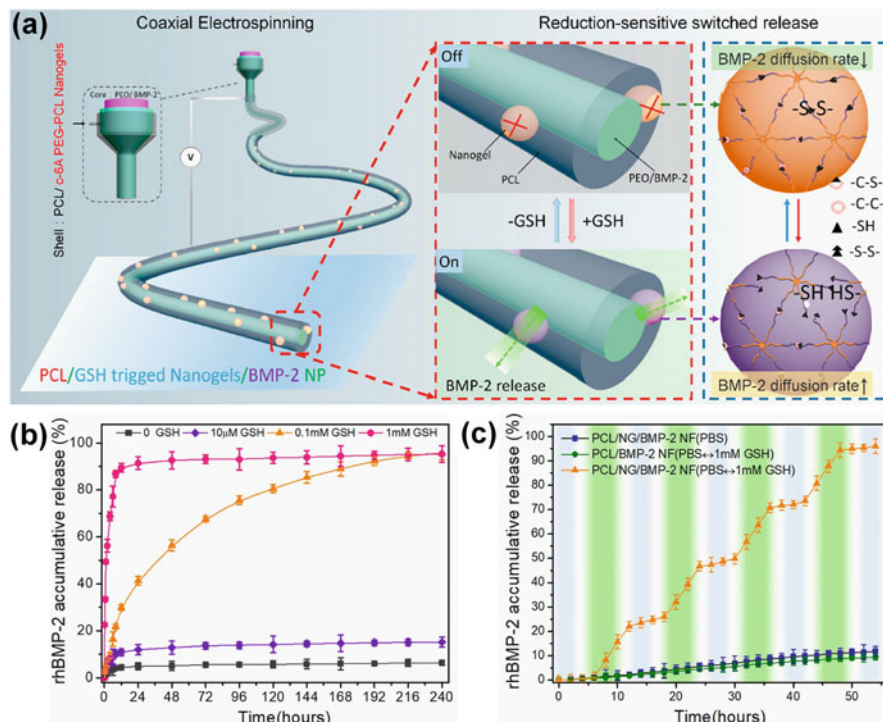 (a)
Coaxial Electrospinning
Reduction-sensitive switched release
Core PEO/BMP-2
Shell : PCL/ c-6A PEG-PCL Nanogels
V
PCL/GSH trigged Nanogels/BMP-2 NP
Off
Nanogel
PCL
PEO/BMP-2
-GSH
+GSH
On
BMP-2 release
BMP-2 diffusion rate↓
-S-S-
-C-S-
-C-C-
-SH
-S-S-
-SH HS-
BMP-2 diffusion rate↑
(b)
rhBMP-2 accumulative release (%)
0 GSH
10μM GSH
0.1mM GSH
1mM GSH
100
80
60
40
20
0
0 24 48 72 96 120 144 168 192 216 240
Time(hours)
(c)
rhBMP-2 accumulative release (%)
PCL/NG/BMP-2 NF(PBS)
PCL/BMP-2 NF(PBS↔1mM GSH)
PCL/NG/BMP-2 NF(PBS↔1mM GSH)
100
90
80
70
60
50
40
30
20
10
0
0 10 20 30 40 50
Time(hours)